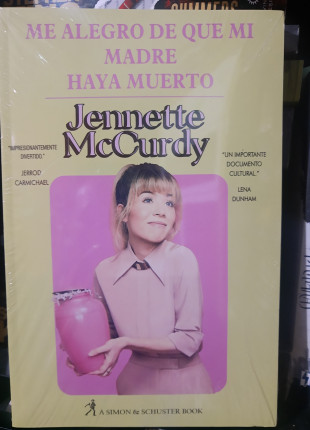 ME ALEGRO DE QUE MI
MADRE
HAYA MUERTO
Jennette
McCurdy
"IMPRESIONANTEMENTE
DIVERTIDO."
JERROD
CARMICHAEL
"UN IMPORTANTE
DOCUMENTO
CULTURAL."
LENA
DUNHAM
A SIMON & SCHUSTER BOOK